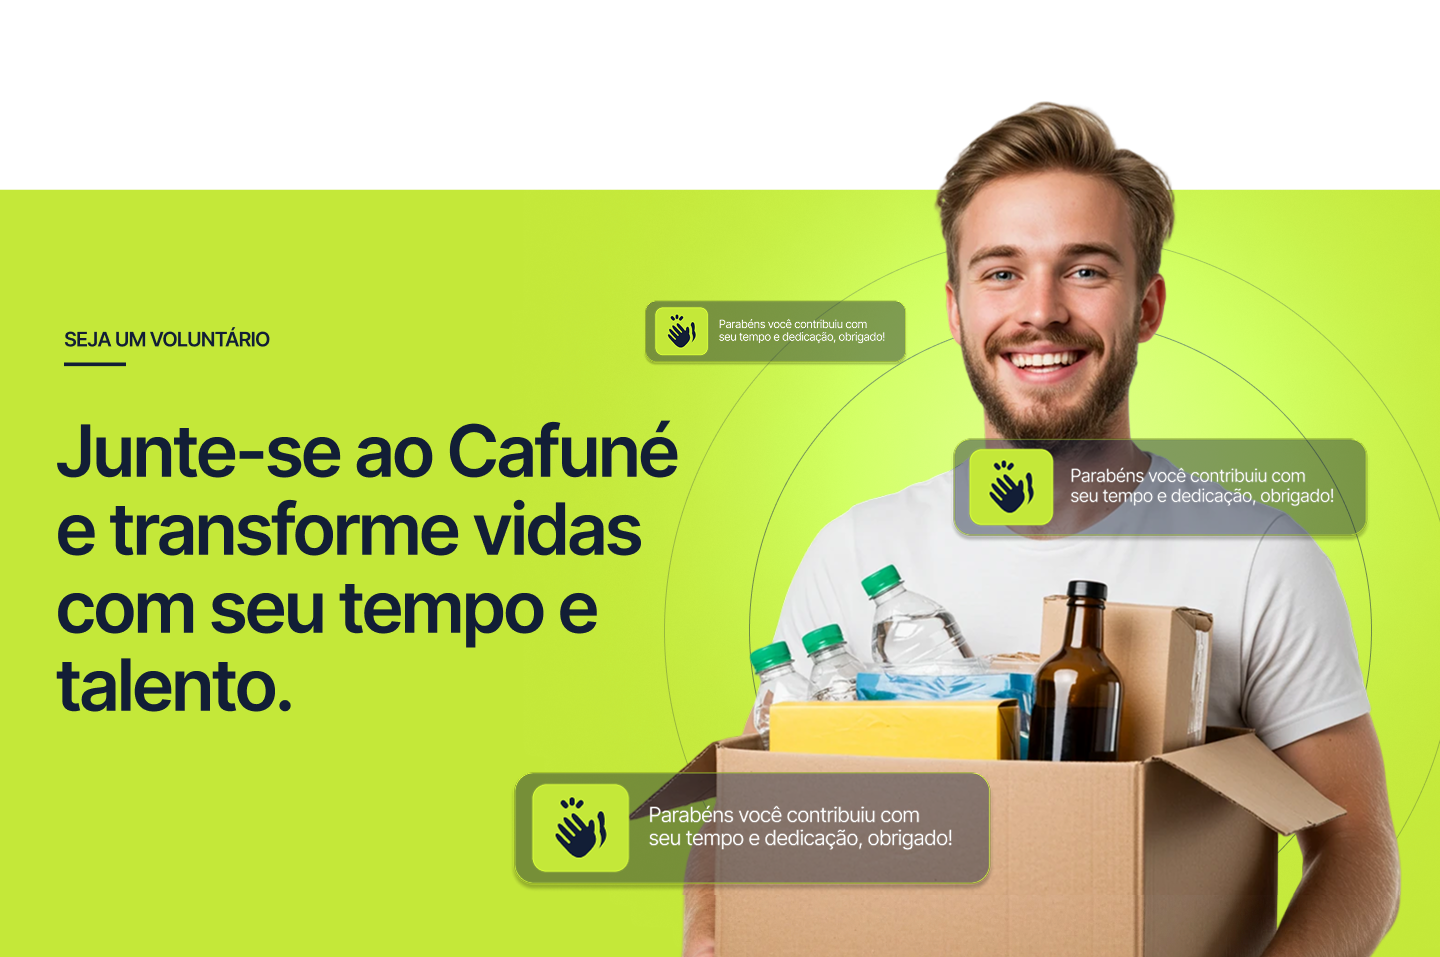 SEJA UM VOLUNTÁRIO
Junte-se ao Cafuné
e transforme vidas
com seu tempo e
talento.
Parabéns você contribuiu com
seu tempo e dedicação, obrigado!
Parabéns você contribuiu com
seu tempo e dedicação, obrigado!
Parabéns você contribuiu com
seu tempo e dedicação, obrigado!